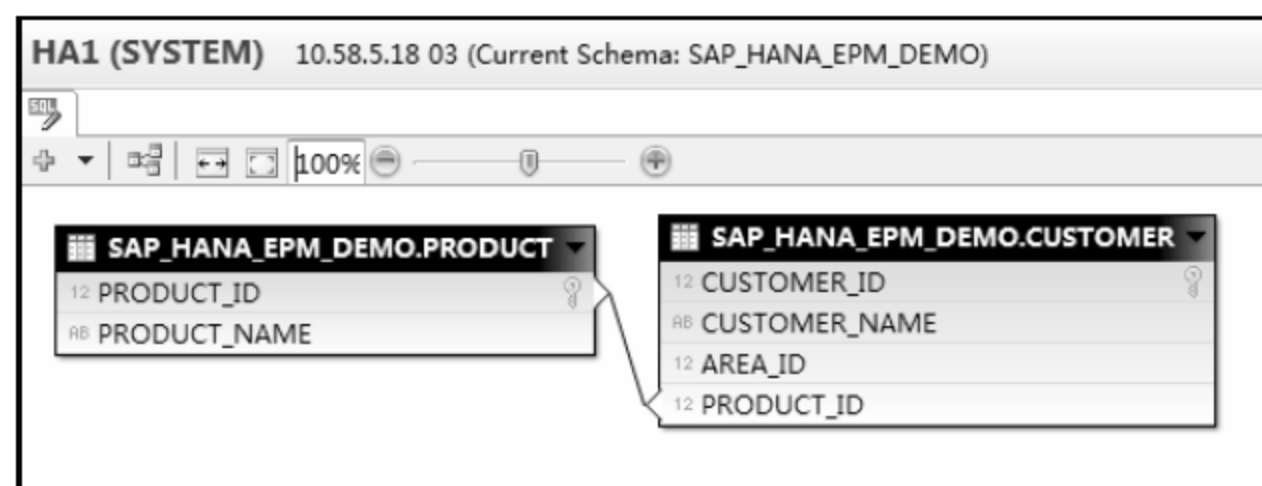 HA1 (SYSTEM) 10.58.5.18 03 (Current Schema: SAP_HANA_EPM_DEMO)
SQL
100%
SAP_HANA_EPM_DEMO.PRODUCT
12 PRODUCT_ID
AB PRODUCT_NAME
SAP_HANA_EPM_DEMO.CUSTOMER
12 CUSTOMER_ID
AB CUSTOMER_NAME
12 AREA_ID
12 PRODUCT_ID